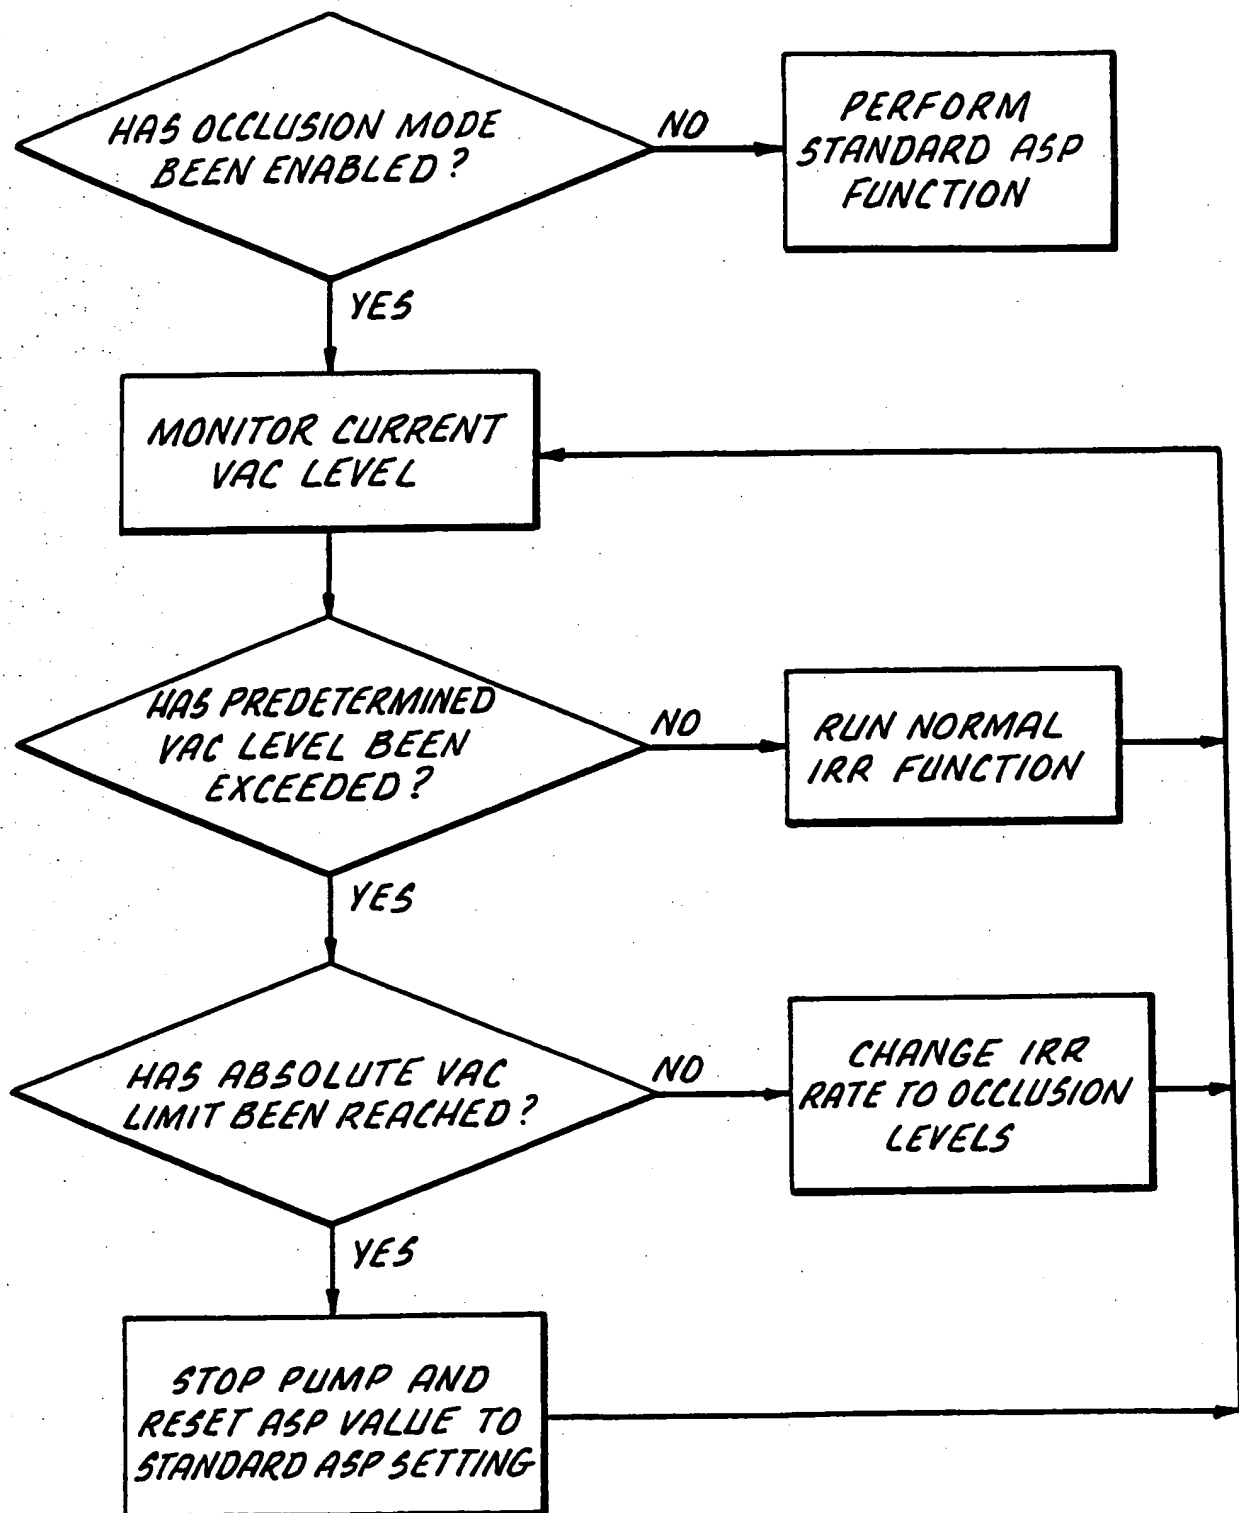 HAS OCCLUSION MODE
BEEN ENABLED?
NO
PERFORM
STANDARD ASP
FUNCTION
YES
MONITOR CURRENT
VAC LEVEL
HAS PREDETERMINED
VAC LEVEL BEEN
EXCEEDED?
NO
RUN NORMAL
IRR FUNCTION
YES
HAS ABSOLUTE VAC
LIMIT BEEN REACHED?
NO
CHANGE IRR
RATE TO OCCLUSION
LEVELS
YES
STOP PUMP AND
RESET ASP VALUE TO
STANDARD ASP SETTING